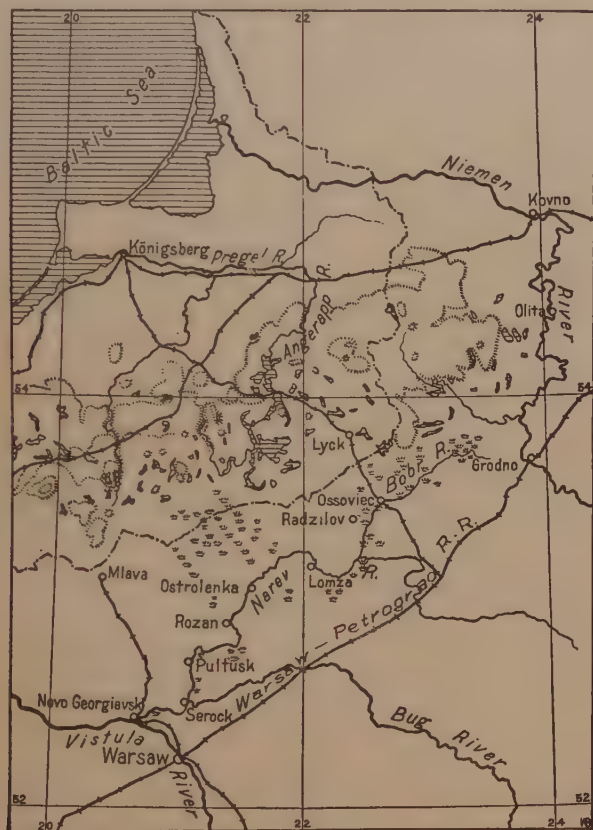 20
22
24
Baltic Sea
Niemen
Kovno
Königsberg
Pregel R.
R.
Angerapp
Olita
River
54
54
Lyck
Bobr R.
Grodno
Ossoviec
Radzilov
R.R.
Mlava
Ostrolenka
Narev
Lomza
R.
Rozan
Warsaw-Petrograd
Pultusk
Novo Georgievsk
Serock
Vistula
Warsaw
River
Bug River
52
52
20
22
24